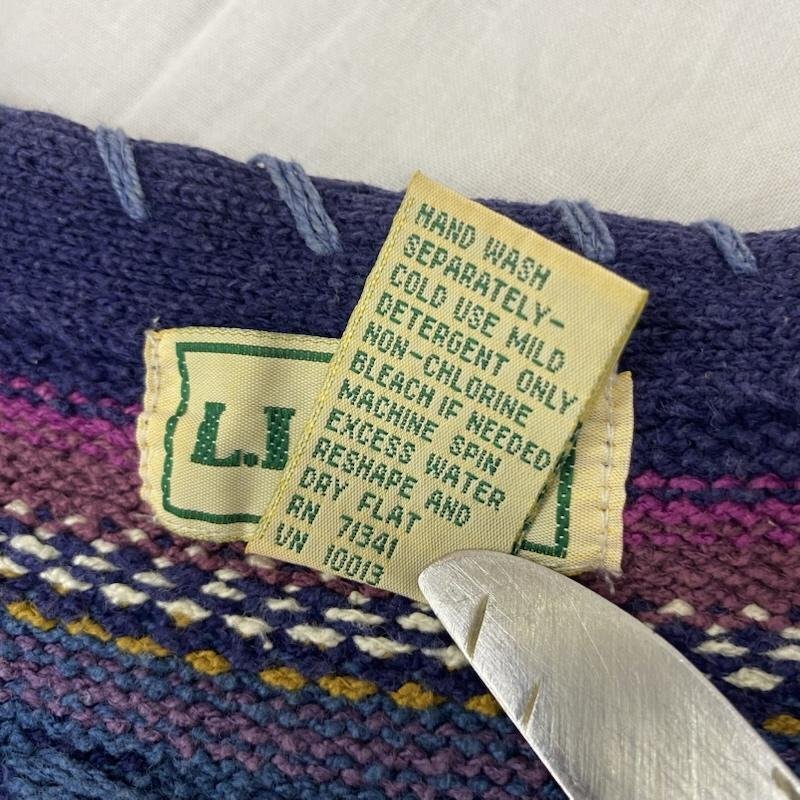 HAND WASH
SEPARATELY-
COLD USE MILD
DETERGENT ONLY
NON-CHLORINE
BLEACH IF NEEDED
MACHINE SPIN
EXCESS WATER
RESHAPE AND
DRY FLAT
RN 71341
VN 10013
L.